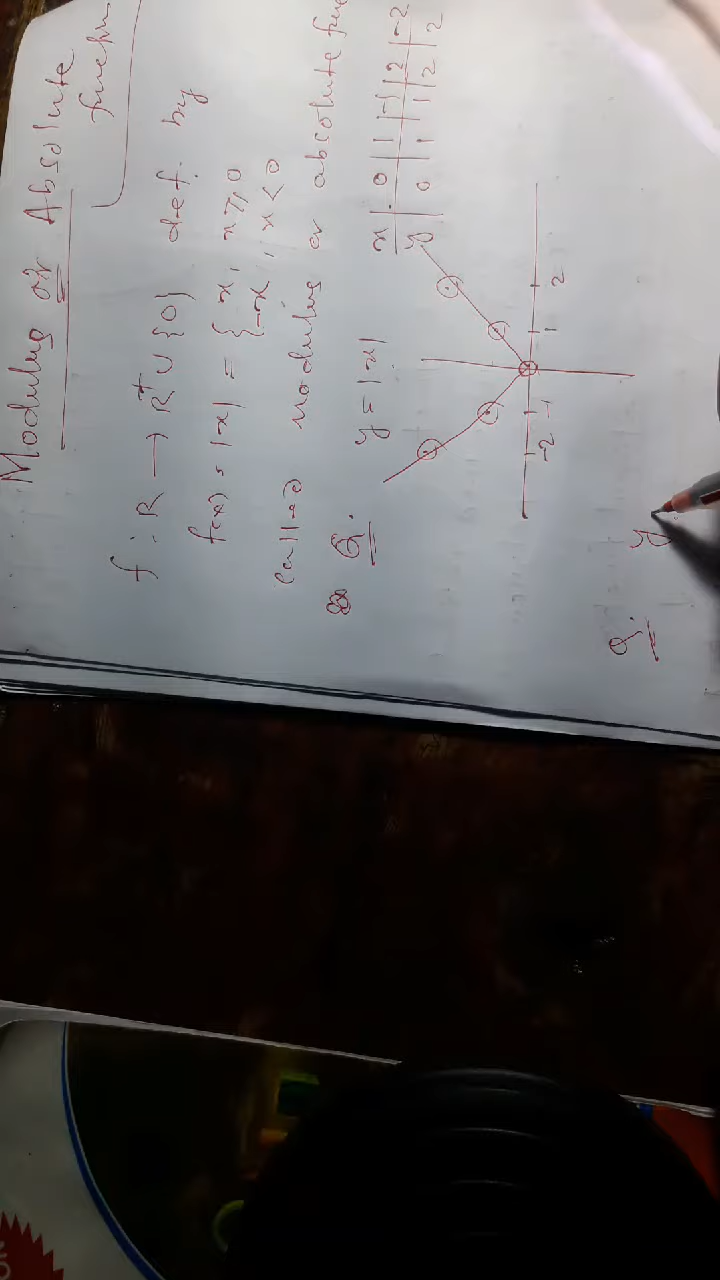 Modulus or Absolute
function
f : R → R⁺ ∪ {0} def. by
f(x) = |x| = { x, x ≥ 0
-x, x < 0
called modulus or absolute
Q. y = |x|
x | 0 | 1 | -1 | 2 | -2
y | 0 | 1 | 1 | 2 | 2
-2 -1 1 2
Q. y